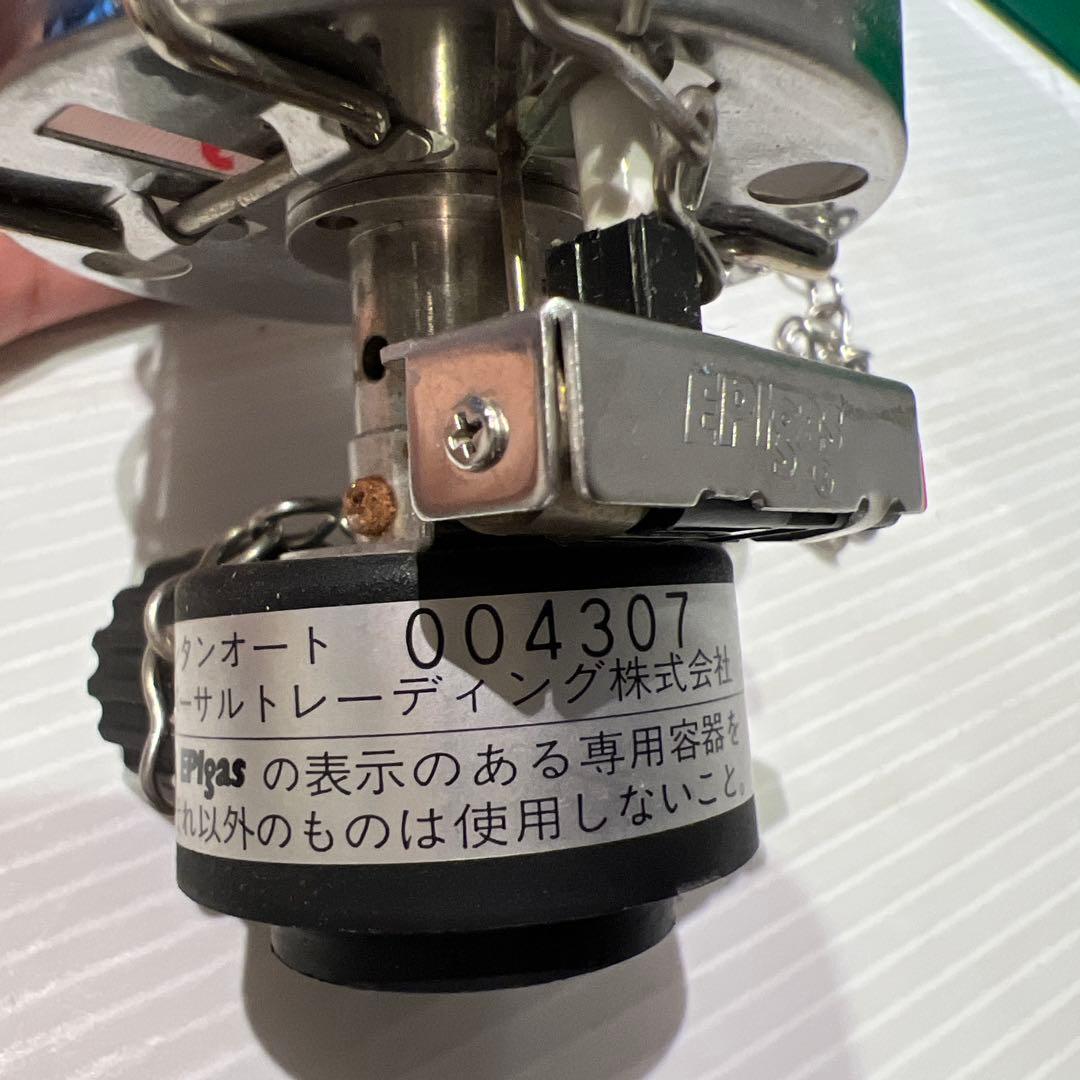 EPIgas
タンオート 004307
ーサルトレーディング株式会社
EPIgas の表示のある専用容器を
れ以外のものは使用しないこと。